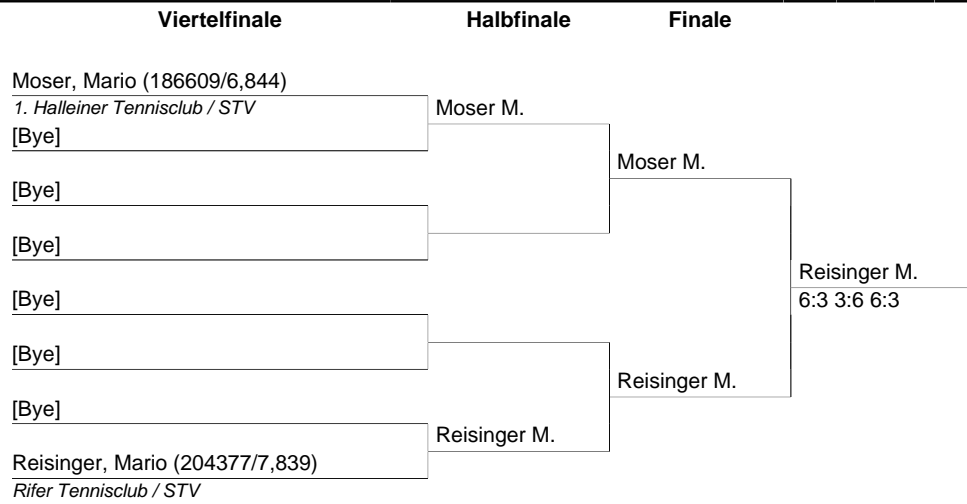 Viertelfinale Halbfinale Finale
Moser, Mario (186609/6,844)
1. Halleiner Tennisclub / STV
Moser M.
[Bye]
Moser M.
[Bye]
[Bye]
Reisinger M.
[Bye]
6:3 3:6 6:3
[Bye]
Reisinger M.
[Bye]
Reisinger M.
Reisinger, Mario (204377/7,839)
Rifer Tennisclub / STV